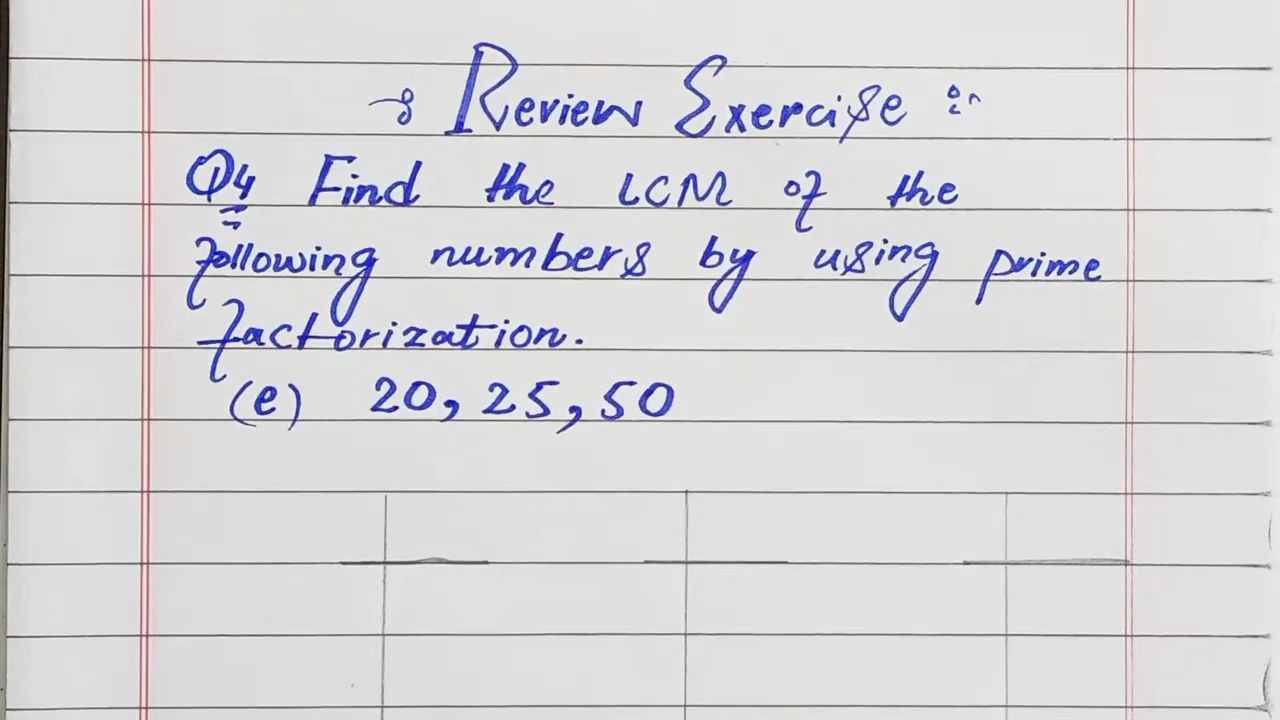 Review Exercise :-
Q4 Find the LCM of the
following numbers by using prime
factorization.
(e) 20, 25, 50